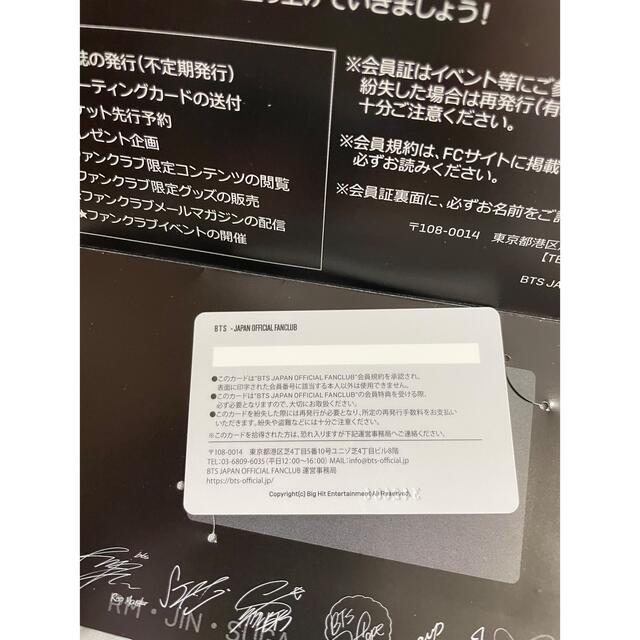 り上げていきましょう!
誌の発行(不定期発行)
ーティングカードの送付
ケット先行予約
レゼント企画
ファンクラブ限定コンテンツの閲覧
ファンクラブ限定グッズの販売
ファンクラブメールマガジンの配信
★ファンクラブイベントの開催
※会員証はイベント等にご参
紛失した場合は再発行(有
十分ご注意ください。
※会員規約は、FCサイトに掲載
必ずお読みください。
※会員証裏面に、必ずお名前をご記
〒108-0014 東京都港区
【TE
BTS JA
BTS JAPAN OFFICIAL FANCLUB
●このカードは"BTS JAPAN OFFICIAL FANCLUB"会員規約を承認され、
表面に印字された会員番号に該当する本人以外は使用できません。
●このカードは"BTS JAPAN OFFICIAL FANCLUB"の会員特典を受ける際、
必ず必要となりますので、大切にお取扱ください。
●このカードを紛失した際には再発行が必要となり、所定の再発行手数料をお支払い
いただきます。紛失や盗難などには十分ご注意ください。
※このカードを拾得された方は、恐れ入りますが下記運営事務局へご連絡ください。
〒108-0014 東京都港区芝4丁目5番10号ユニゾ芝4丁目ビル8階
TEL:03-6809-6035(平日12:00~16:00) MAIL:info@bts-official.jp
BTS JAPAN OFFICIAL FANCLUB 運営事務局
https://bts-official.jp/
Copyright(c) Big Hit Entertainment All Reserved.
bts
Rap Monster
BTS
RM・JIN・SUGA